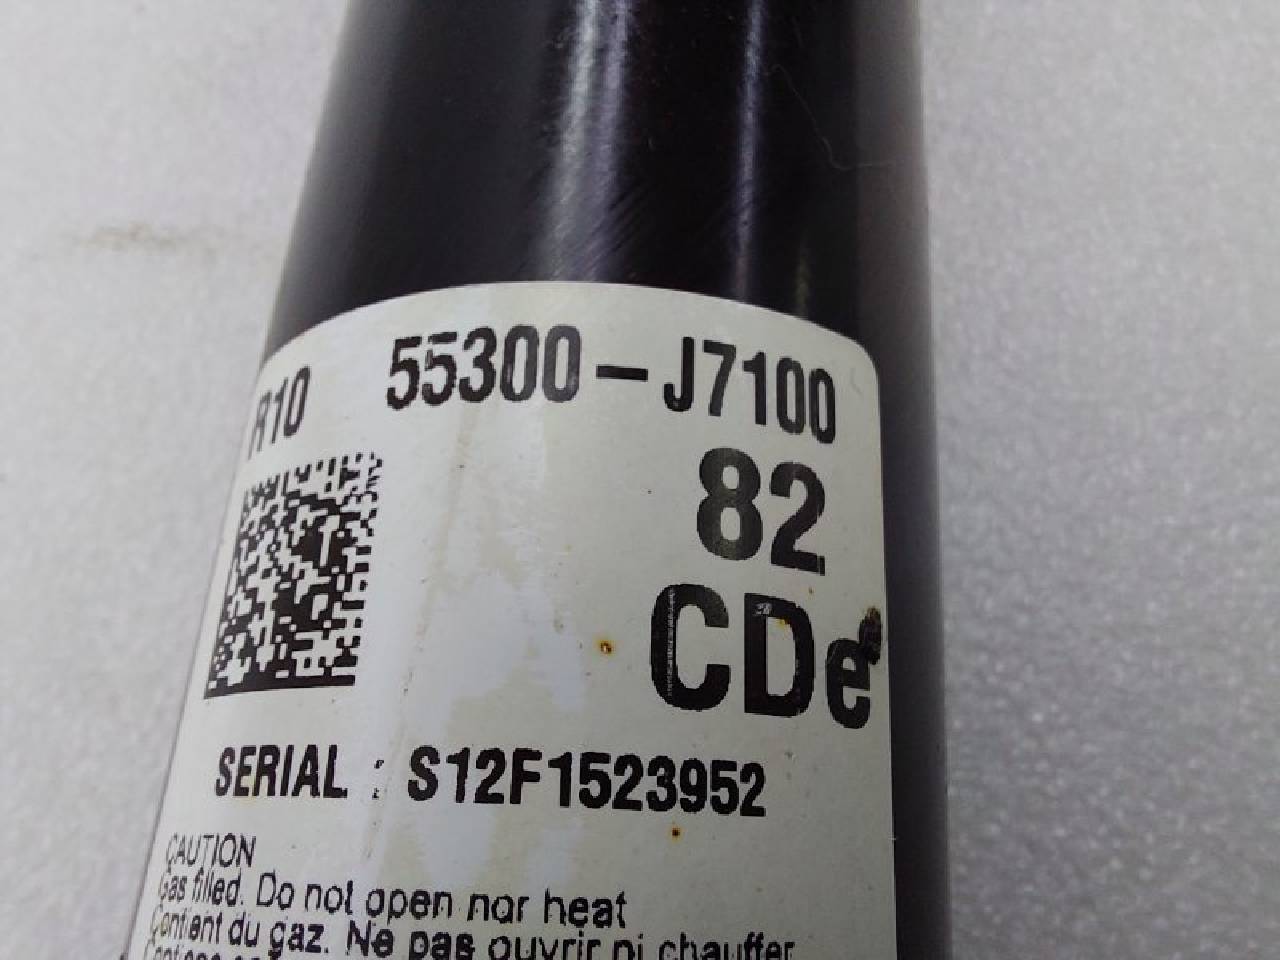 R10 55300-J7100
82
CDe
SERIAL : S12F1523952
CAUTION
Gas filled. Do not open nor heat
Contient du gaz. Ne pas ouvrir ni chauffer